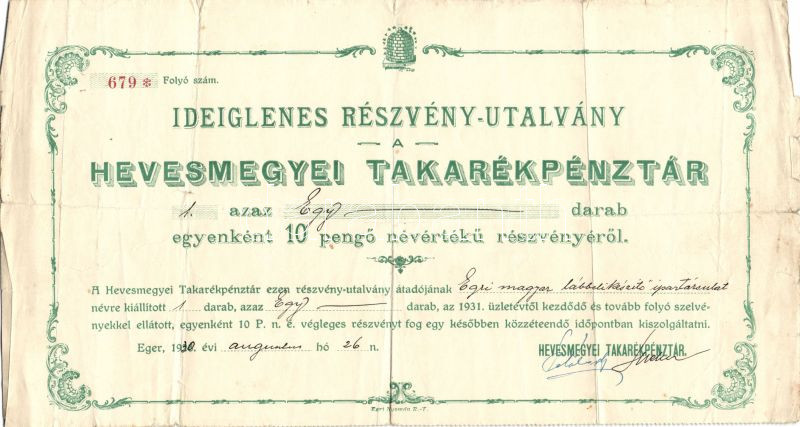 679 * Folyó szám.
IDEIGLENES RÉSZVÉNY-UTALVÁNY
A
HEVESMEGYEI TAKARÉKPÉNZTÁR
1. azaz Egy darab
egyenként 10 pengő névértékű részvényéről.
A Hevesmegyei Takarékpénztár ezen részvény-utalvány átadójának Egri magyar lábbelikészítő ipartársulat
névre kiállított 1 darab, azaz Egy darab, az 1931. üzletévtől kezdődő és tovább folyó szelvé-
nyekkel ellátott, egyenként 10 P. n. é. végleges részvényt fog egy későbben közzéteendő időpontban kiszolgáltatni.
Eger, 1930. évi augusztus hó 26 n.
HEVESMEGYEI TAKARÉKPÉNZTÁR.
Egri Nyomda R.-T.